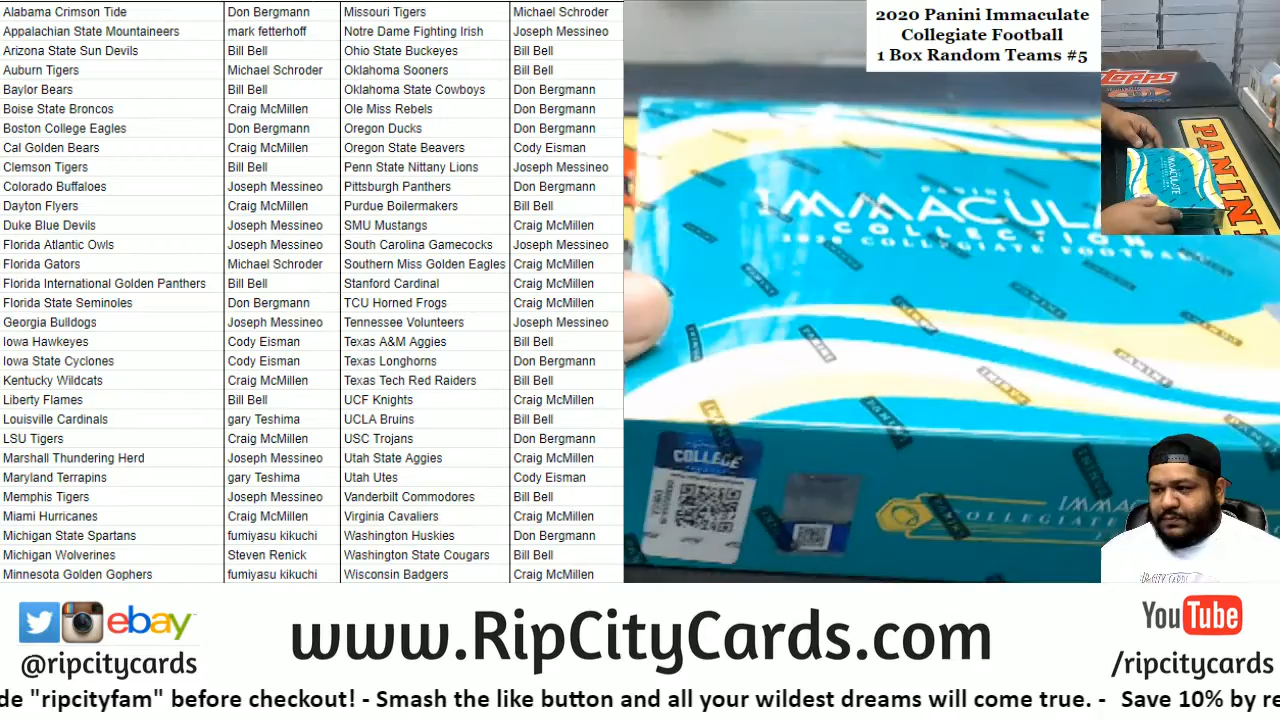 Alabama Crimson Tide Don Bergmann Missouri Tigers Michael Schroder
Appalachian State Mountaineers mark fetterhoff Notre Dame Fighting Irish Joseph Messineo
Arizona State Sun Devils Bill Bell Ohio State Buckeyes Bill Bell
Auburn Tigers Michael Schroder Oklahoma Sooners Bill Bell
Baylor Bears Bill Bell Oklahoma State Cowboys Don Bergmann
Boise State Broncos Craig McMillen Ole Miss Rebels Don Bergmann
Boston College Eagles Don Bergmann Oregon Ducks Don Bergmann
Cal Golden Bears Craig McMillen Oregon State Beavers Cody Eisman
Clemson Tigers Bill Bell Penn State Nittany Lions Joseph Messineo
Colorado Buffaloes Joseph Messineo Pittsburgh Panthers Don Bergmann
Dayton Flyers Craig McMillen Purdue Boilermakers Bill Bell
Duke Blue Devils Joseph Messineo SMU Mustangs Craig McMillen
Florida Atlantic Owls Joseph Messineo South Carolina Gamecocks Joseph Messineo
Florida Gators Michael Schroder Southern Miss Golden Eagles Craig McMillen
Florida International Golden Panthers Bill Bell Stanford Cardinal Craig McMillen
Florida State Seminoles Don Bergmann TCU Horned Frogs Craig McMillen
Georgia Bulldogs Joseph Messineo Tennessee Volunteers Joseph Messineo
Iowa Hawkeyes Cody Eisman Texas A&M Aggies Bill Bell
Iowa State Cyclones Cody Eisman Texas Longhorns Don Bergmann
Kentucky Wildcats Craig McMillen Texas Tech Red Raiders Bill Bell
Liberty Flames Bill Bell UCF Knights Craig McMillen
Louisville Cardinals gary Teshima UCLA Bruins Bill Bell
LSU Tigers Craig McMillen USC Trojans Don Bergmann
Marshall Thundering Herd Joseph Messineo Utah State Aggies Craig McMillen
Maryland Terrapins gary Teshima Utah Utes Cody Eisman
Memphis Tigers Joseph Messineo Vanderbilt Commodores Bill Bell
Miami Hurricanes Craig McMillen Virginia Cavaliers Craig McMillen
Michigan State Spartans fumiyasu kikuchi Washington Huskies Don Bergmann
Michigan Wolverines Steven Renick Washington State Cougars Bill Bell
Minnesota Golden Gophers fumiyasu kikuchi Wisconsin Badgers Craig McMillen
2020 Panini Immaculate
Collegiate Football
1 Box Random Teams #5
TOPPS
PANINI
PANINI
IMMACUL
COLLECTION
2020 COLLEGIATE FOOTBA
COLLEGE
IMMAC
COLLEGIATE
ebay
@ripcitycards
www.RipCityCards.com
YouTube
/ripcitycards
de "ripcityfam" before checkout! - Smash the like button and all your wildest dreams will come true. - Save 10% by re